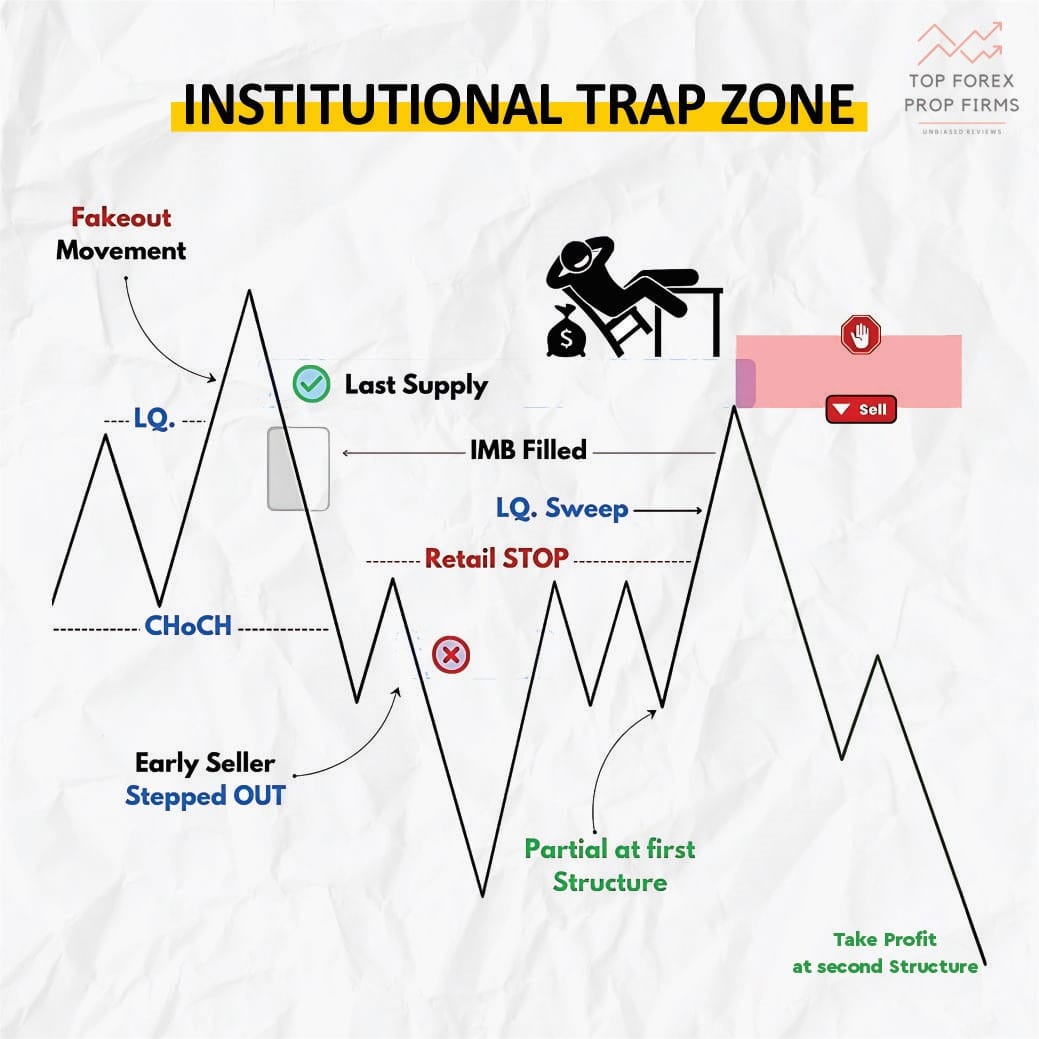 TOP FOREX
PROP FIRMS
UNBIASED REVIEWS
INSTITUTIONAL TRAP ZONE
Fakeout
Movement
LQ.
Last Supply
Sell
IMB Filled
LQ. Sweep
Retail STOP
CHoCH
Early Seller
Stepped OUT
Partial at first
Structure
Take Profit
at second Structure
$